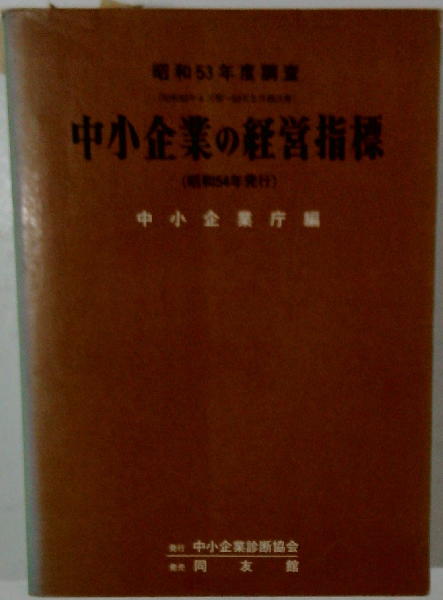 昭和53年度調査
中小企業の経営指標
(昭和54年発行)
中小企業庁編
発行 中小企業診断協会
発売 同友館